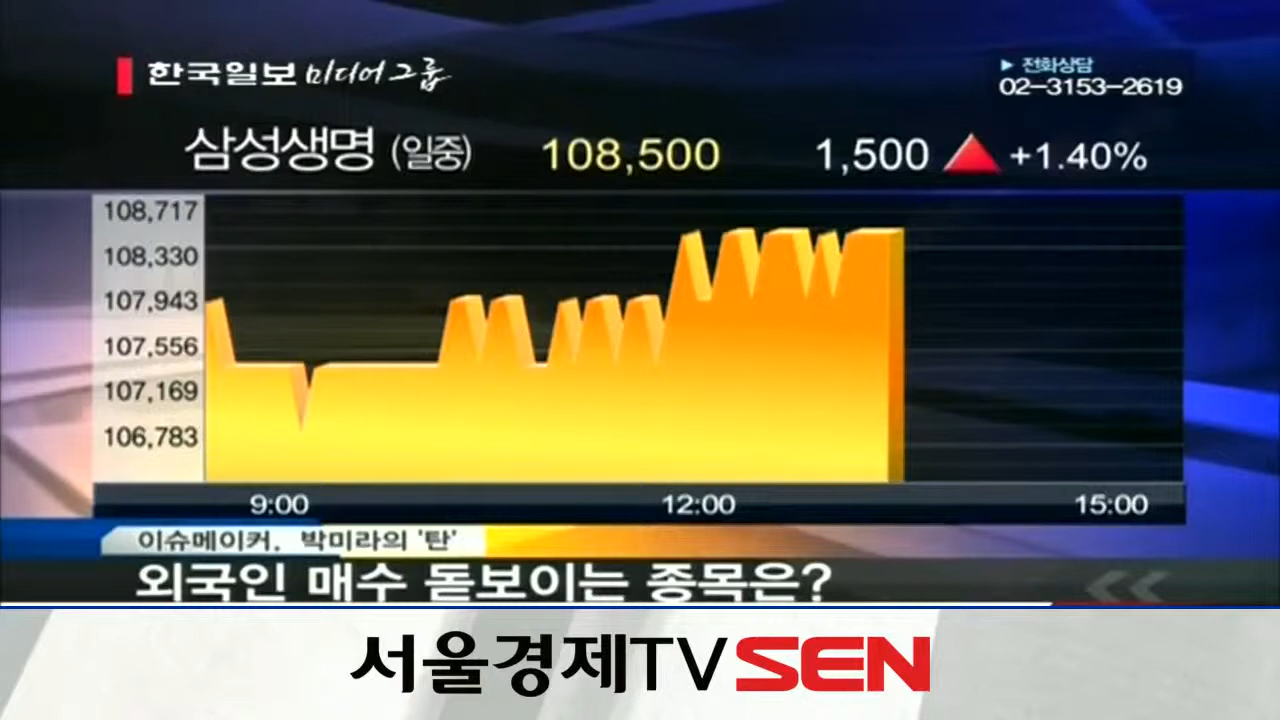 한국일보 미디어그룹
▶ 전화상담
02-3153-2619
삼성생명 (일중) 108,500 1,500 ▲ +1.40%
108,717
108,330
107,943
107,556
107,169
106,783
9:00 12:00 15:00
이슈메이커, 박미라의 '탄'
외국인 매수 돋보이는 종목은?
서울경제TV SEN